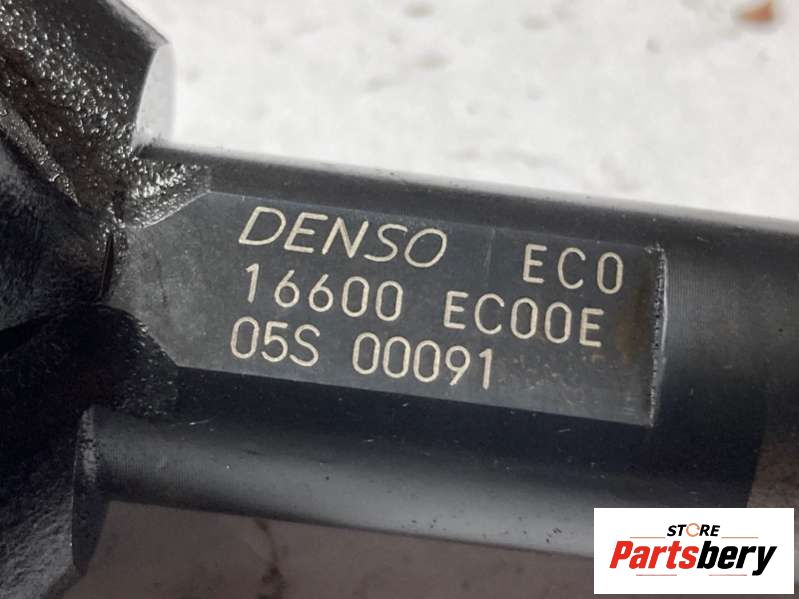 DENSO EC0
16600 EC00E
05S 00091
STORE
Partsbery